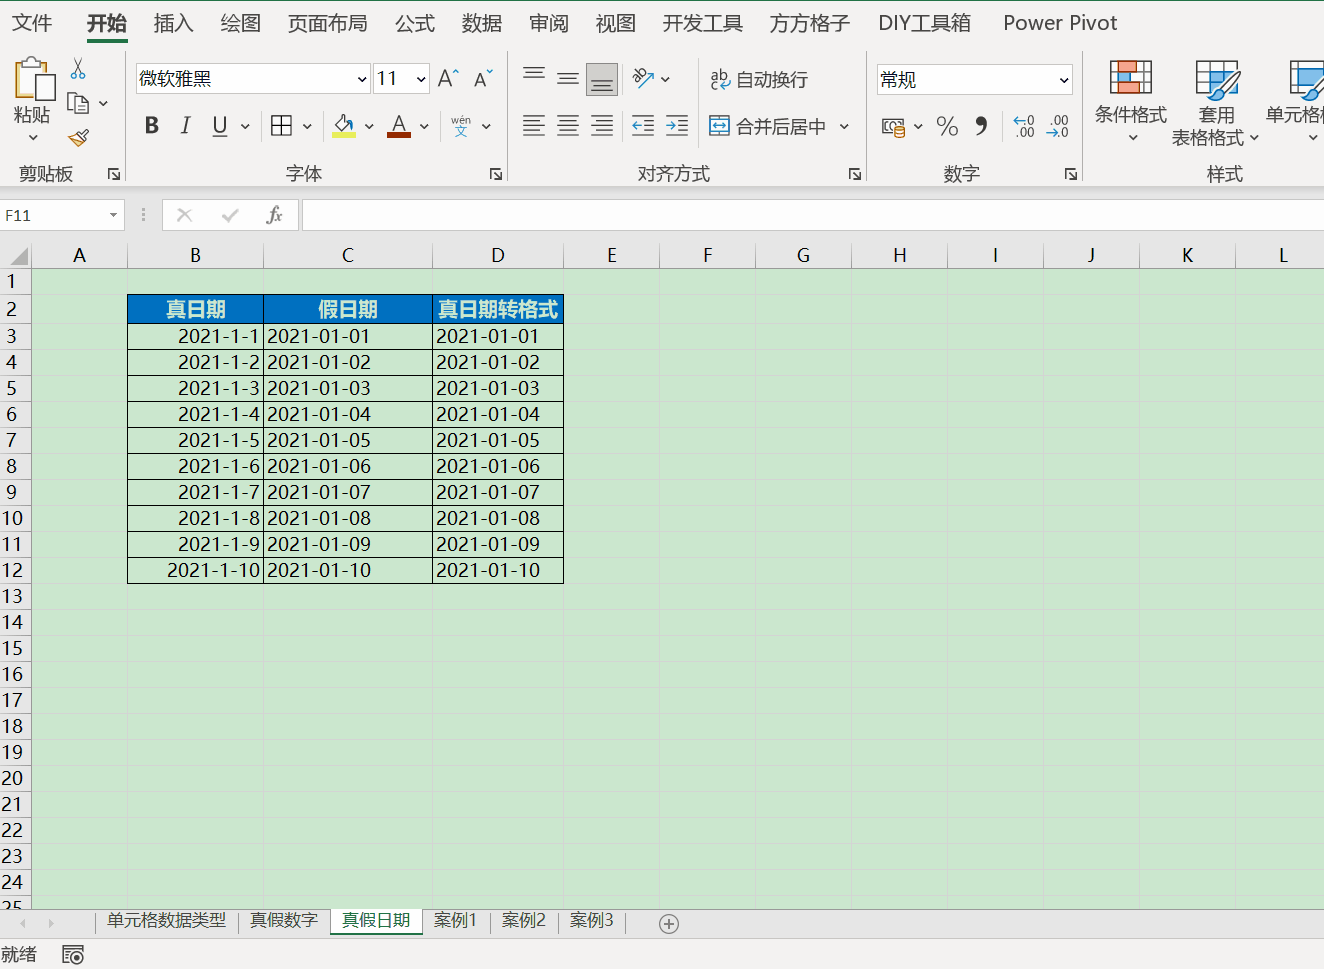 文件 开始 插入 绘图 页面布局 公式 数据 审阅 视图 开发工具 方方格子 DIY工具箱 Power Pivot
微软雅黑 11 A A ab 自动换行 常规
粘贴 条件格式 套用 单元格
B I U A wén 文 合并后居中 % .00 .0 表格格式
剪贴板 字体 对齐方式 数字 样式
F11 fx
A B C D E F G H I J K L
1
2 真日期 假日期 真日期转格式
3 2021-1-1 2021-01-01 2021-01-01
4 2021-1-2 2021-01-02 2021-01-02
5 2021-1-3 2021-01-03 2021-01-03
6 2021-1-4 2021-01-04 2021-01-04
7 2021-1-5 2021-01-05 2021-01-05
8 2021-1-6 2021-01-06 2021-01-06
9 2021-1-7 2021-01-07 2021-01-07
10 2021-1-8 2021-01-08 2021-01-08
11 2021-1-9 2021-01-09 2021-01-09
12 2021-1-10 2021-01-10 2021-01-10
13
14
15
16
17
18
19
20
21
22
23
24
25
单元格数据类型 真假数字 真假日期 案例1 案例2 案例3
就绪